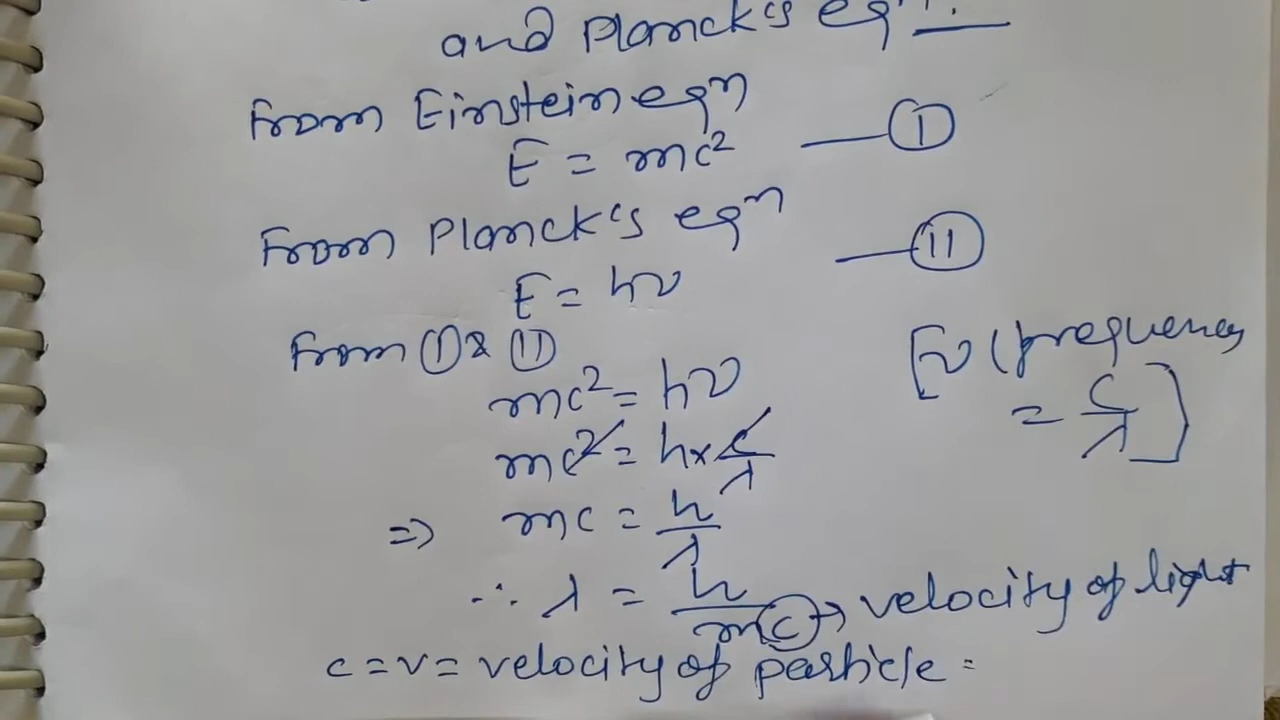 and Planck's eqn.
From Einstein eqn
E = mc² — (I)
From Planck's eqn
E = hν — (II)
From (I) & (II)
mc² = hν [ν (frequency
= c/λ]
mc² = h × c/λ
=> mc = h/λ
∴ λ = h/mc → velocity of light
c = v = velocity of particle =